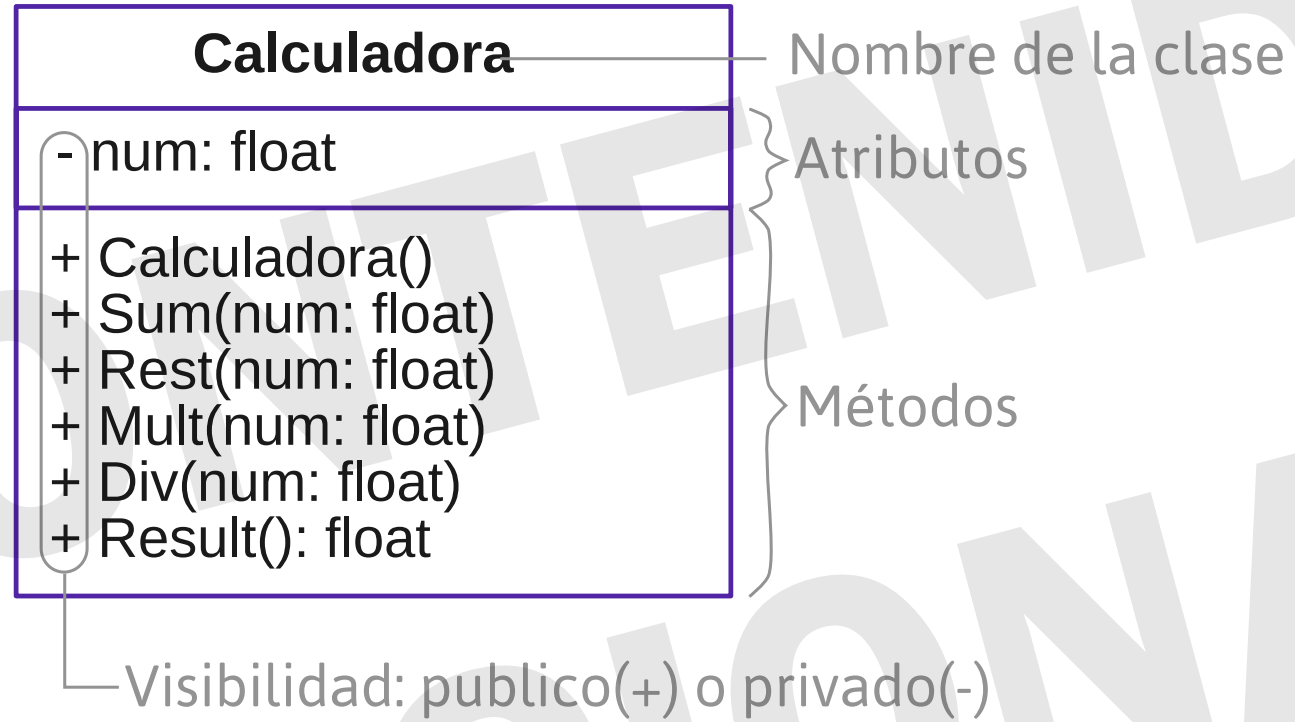 Calculadora
Nombre de la clase
- num: float
Atributos
+ Calculadora()
+ Sum(num: float)
+ Rest(num: float)
+ Mult(num: float)
+ Div(num: float)
+ Result(): float
Métodos
Visibilidad: publico(+) o privado(-)